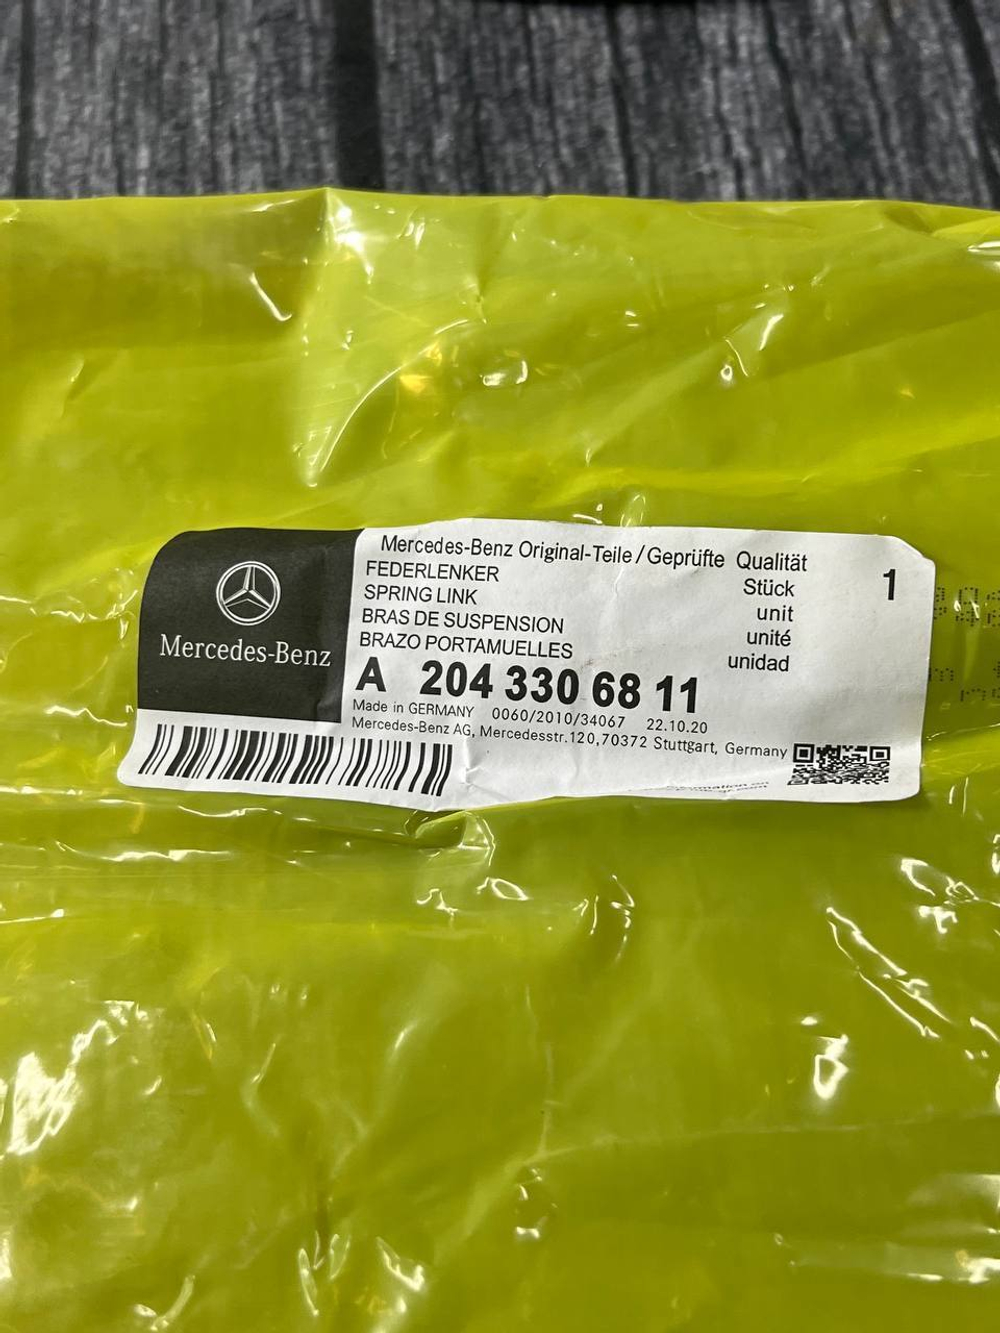 Mercedes-Benz
Mercedes-Benz Original-Teile / Geprüfte Qualität
FEDERLENKER
SPRING LINK
BRAS DE SUSPENSION
BRAZO PORTAMUELLES
Stück
unit
unité
unidad
1
A 204 330 68 11
Made in GERMANY 0060/2010/34067 22.10.20
Mercedes-Benz AG, Mercedesstr.120,70372 Stuttgart, Germany